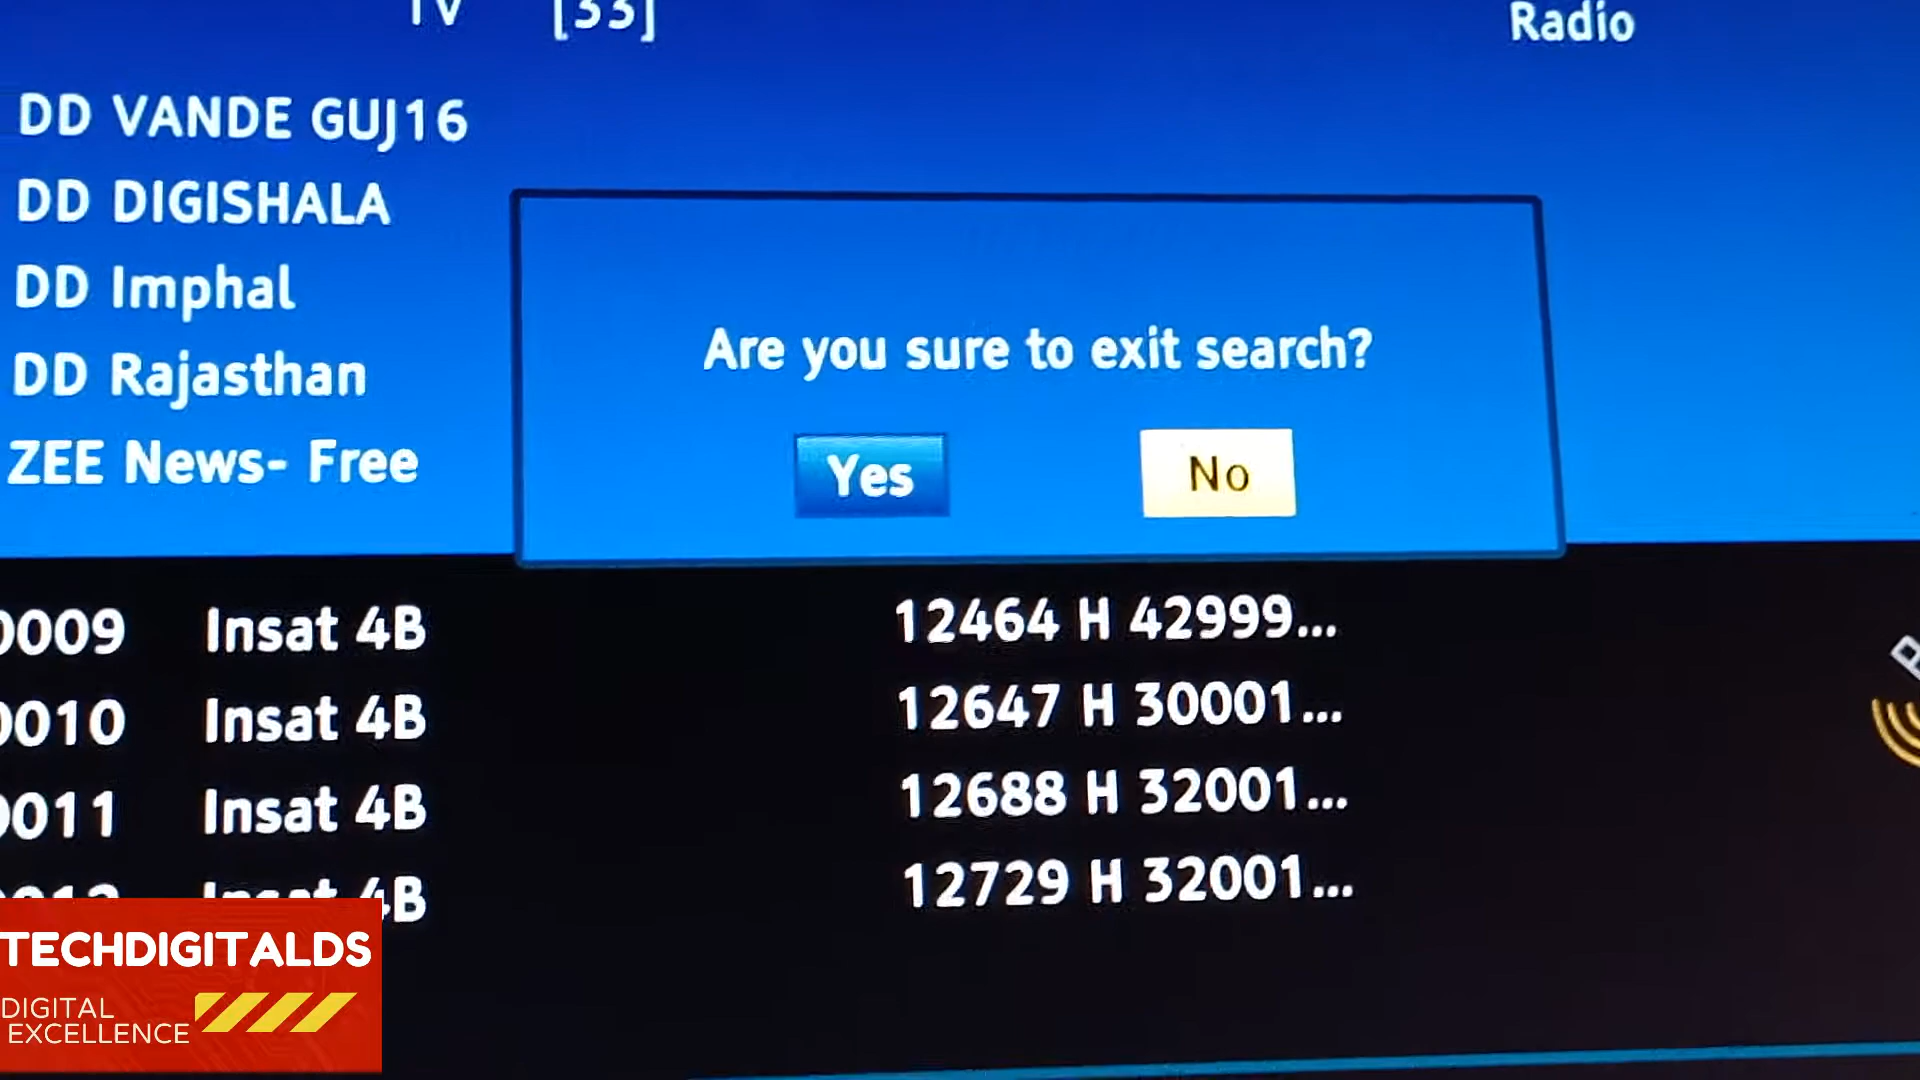 TV [33] Radio
DD VANDE GUJ16
DD DIGISHALA
DD Imphal
DD Rajasthan
ZEE News- Free
Are you sure to exit search?
Yes No
0009 Insat 4B 12464 H 42999...
0010 Insat 4B 12647 H 30001...
0011 Insat 4B 12688 H 32001...
0012 Insat 4B 12729 H 32001...
TECHDIGITALDS
DIGITAL
EXCELLENCE